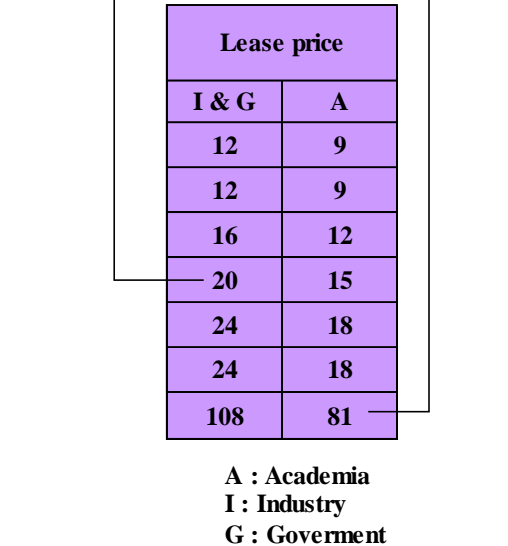 Lease price
I & G A
12 9
12 9
16 12
20 15
24 18
24 18
108 81
A : Academia
I : Industry
G : Goverment